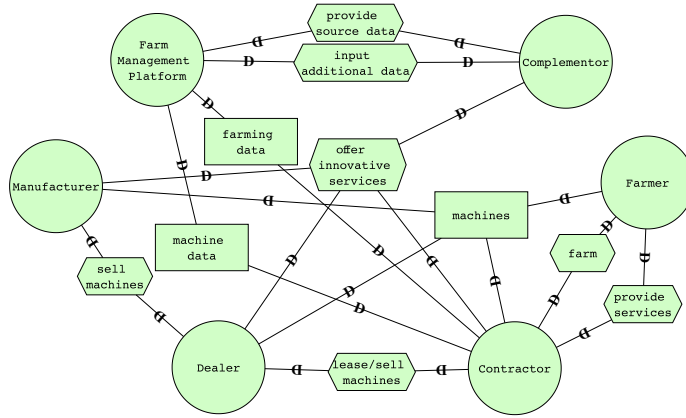 provide
source data
Farm
Management
Platform
input
additional data
Complementor
D
D
D
D
D
D
farming
data
offer
innovative
services
D
D
Manufacturer
D
machines
D
Farmer
D
D
sell
machines
machine
data
D
D
D
D
farm
D
D
D
D
D
provide
services
D
D
Dealer
D
lease/sell
machines
D
Contractor